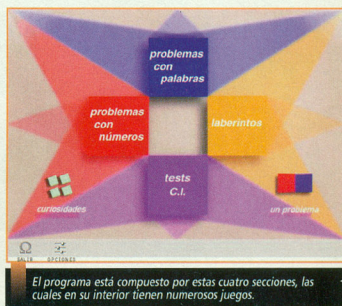 problemas
con
palabras
problemas
con
números
laberintos
tests
C.I.
curiosidades
un problema
SALIR OPCIONES
El programa está compuesto por estas cuatro secciones, las
cuales en su interior tienen numerosos juegos.